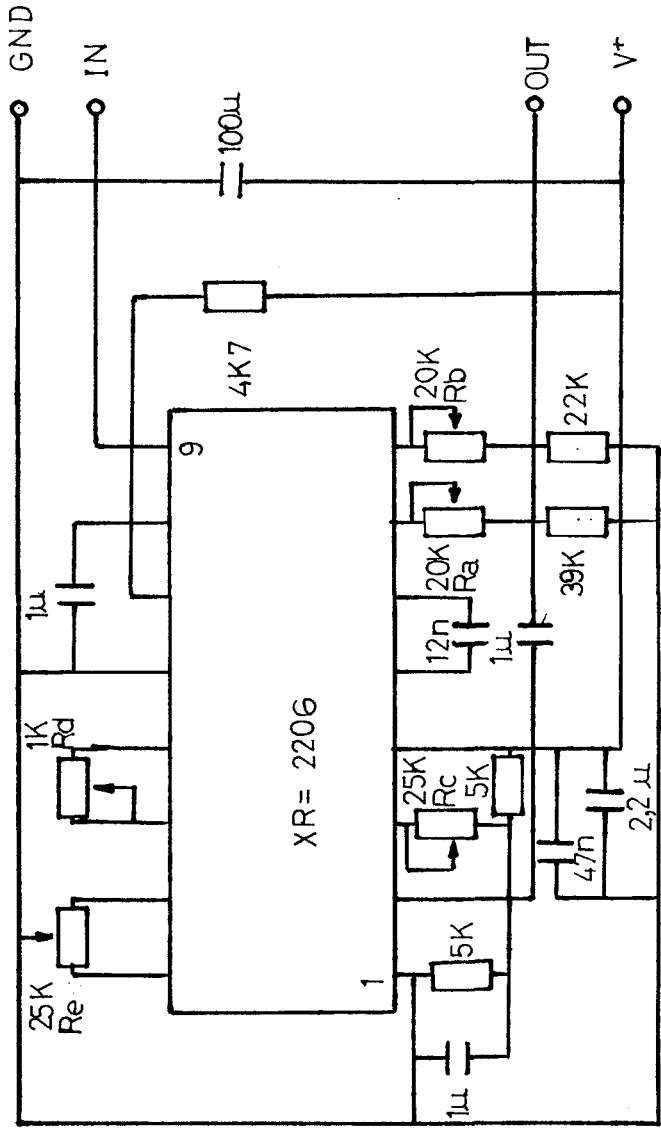 GND
25K
Re
1K
Rd
1µ
IN
9
100µ
4K7
XR= 2206
1
25K
Rc
20K
Ra
20K
Rb
12n
1µ
5K
5K
1µ
OUT
47n
39K
22K
2,2 µ
V+